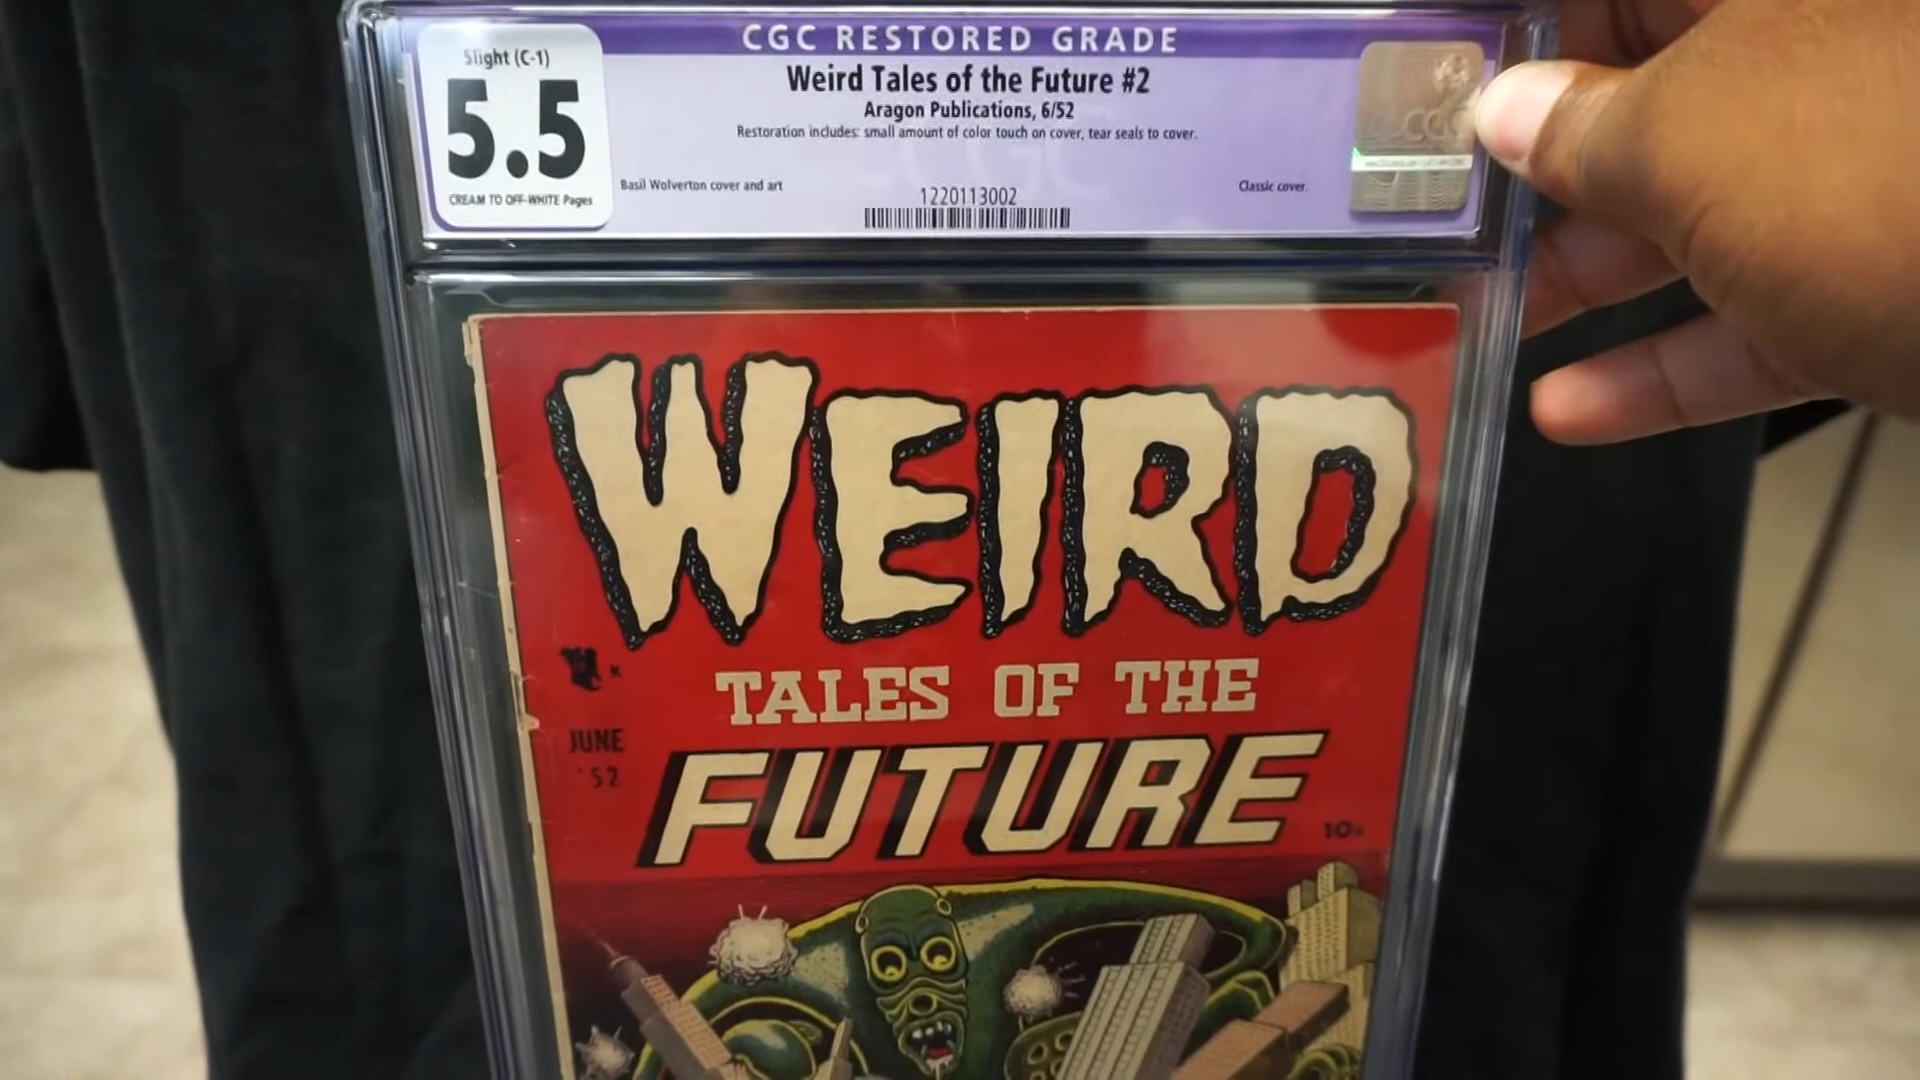 CGC RESTORED GRADE
Slight (C-1)
5.5
CREAM TO OFF-WHITE Pages
Weird Tales of the Future #2
Aragon Publications, 6/52
Restoration includes: small amount of color touch on cover, tear seals to cover.
Basil Wolverton cover and art
1220113002
Classic cover.
CGC
WEIRD
TALES OF THE
FUTURE
JUNE
'52
10¢